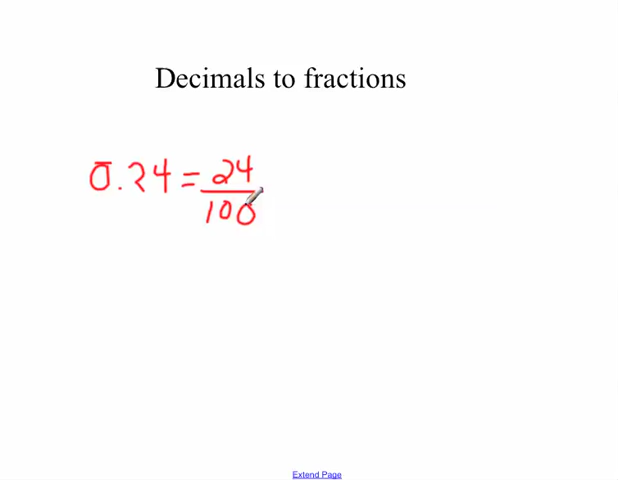 Decimals to fractions
0.24 = 24
100
Extend Page